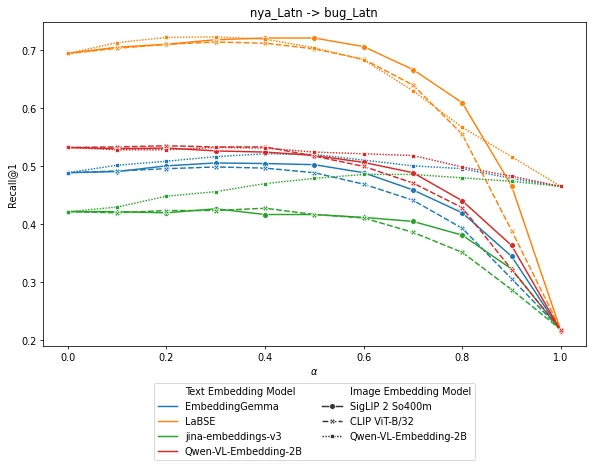 nya_Latn -> bug_Latn
Recall@1
0.7
0.6
0.5
0.4
0.3
0.2
0.0
0.2
0.4
0.6
0.8
1.0
α
Text Embedding Model
EmbeddingGemma
LaBSE
jina-embeddings-v3
Qwen-VL-Embedding-2B
Image Embedding Model
SigLIP 2 So400m
CLIP ViT-B/32
Qwen-VL-Embedding-2B